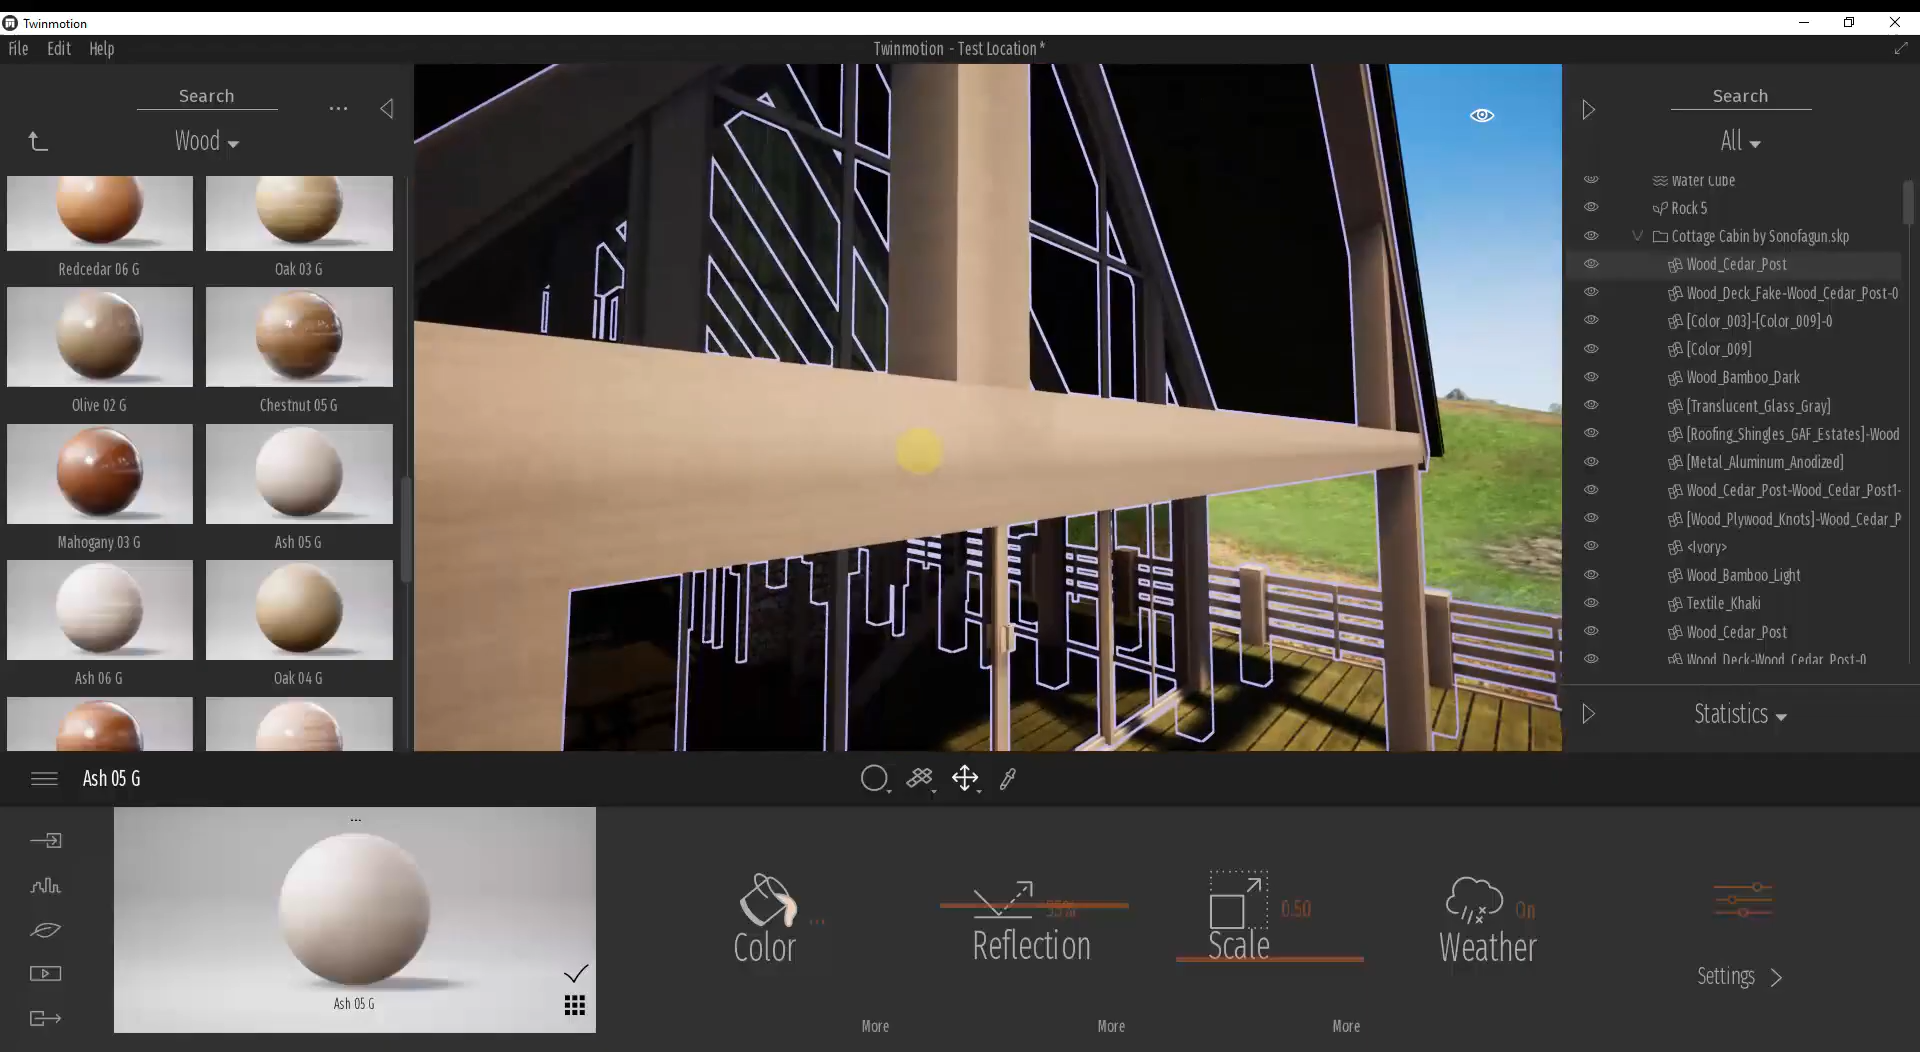 Twinmotion
File Edit Help
Twinmotion - Test Location*
Search
Wood
Redcedar 06 G
Oak 03 G
Olive 02 G
Chestnut 05 G
Mahogany 03 G
Ash 05 G
Ash 06 G
Oak 04 G
Search
All
Water Cube
Rock 5
Cottage Cabin by Sonofagun.skp
Wood_Cedar_Post
Wood_Deck_Fake-Wood_Cedar_Post-0
[Color_003]-[Color_009]-0
[Color_009]
Wood_Bamboo_Dark
[Translucent_Glass_Gray]
[Roofing_Shingles_GAF_Estates]-Wood
[Metal_Aluminum_Anodized]
Wood_Cedar_Post-Wood_Cedar_Post1-
[Wood_Plywood_Knots]-Wood_Cedar_P
<Ivory>
Wood_Bamboo_Light
Textile_Khaki
Wood_Cedar_Post
Wood_Deck-Wood_Cedar_Post-0
Statistics
Ash 05 G
...
Ash 05 G
Color
...
Reflection
Scale
0.50
Weather
On
Settings
More
More
More